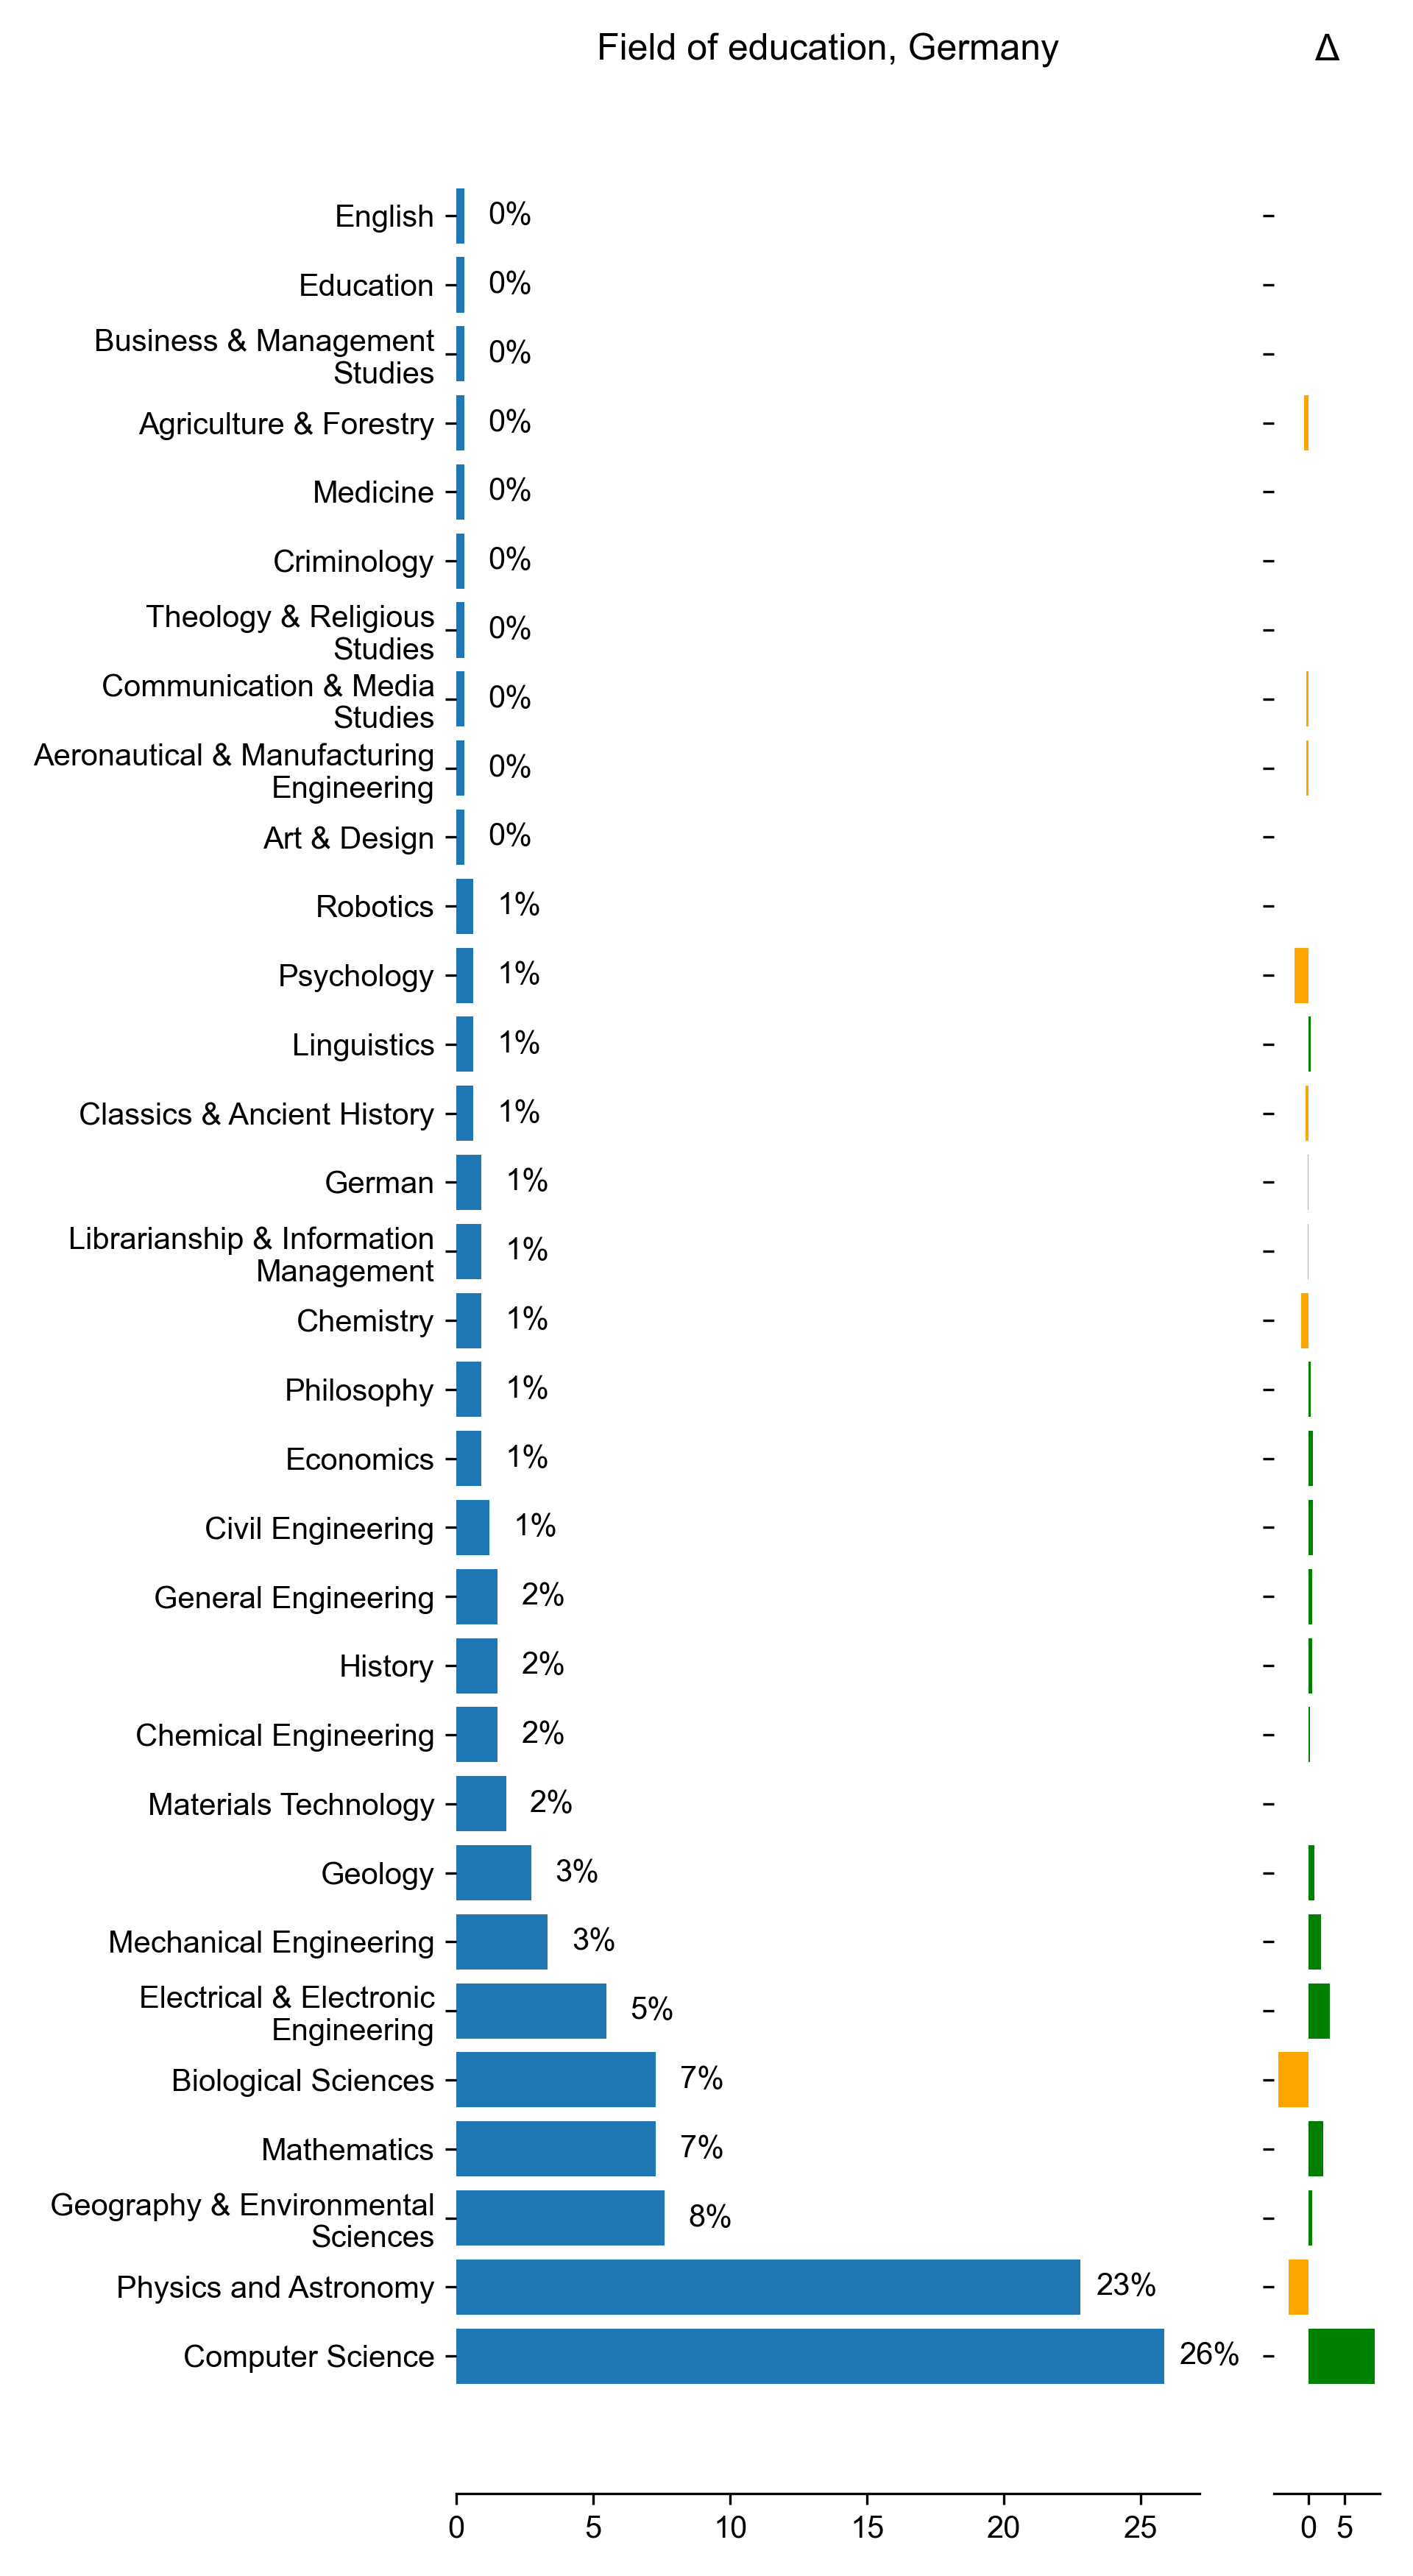 Field of education, Germany Δ
English 0%
Education 0%
Business & Management
Studies 0%
Agriculture & Forestry 0%
Medicine 0%
Criminology 0%
Theology & Religious
Studies 0%
Communication & Media
Studies 0%
Aeronautical & Manufacturing
Engineering 0%
Art & Design 0%
Robotics 1%
Psychology 1%
Linguistics 1%
Classics & Ancient History 1%
German 1%
Librarianship & Information
Management 1%
Chemistry 1%
Philosophy 1%
Economics 1%
Civil Engineering 1%
General Engineering 2%
History 2%
Chemical Engineering 2%
Materials Technology 2%
Geology 3%
Mechanical Engineering 3%
Electrical & Electronic
Engineering 5%
Biological Sciences 7%
Mathematics 7%
Geography & Environmental
Sciences 8%
Physics and Astronomy 23%
Computer Science 26%
0 5 10 15 20 25 0 5